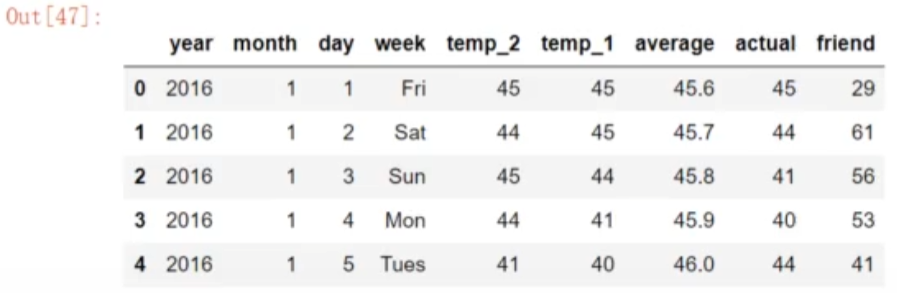 Out[47]:
year month day week temp_2 temp_1 average actual friend
0 2016 1 1 Fri 45 45 45.6 45 29
1 2016 1 2 Sat 44 45 45.7 44 61
2 2016 1 3 Sun 45 44 45.8 41 56
3 2016 1 4 Mon 44 41 45.9 40 53
4 2016 1 5 Tues 41 40 46.0 44 41